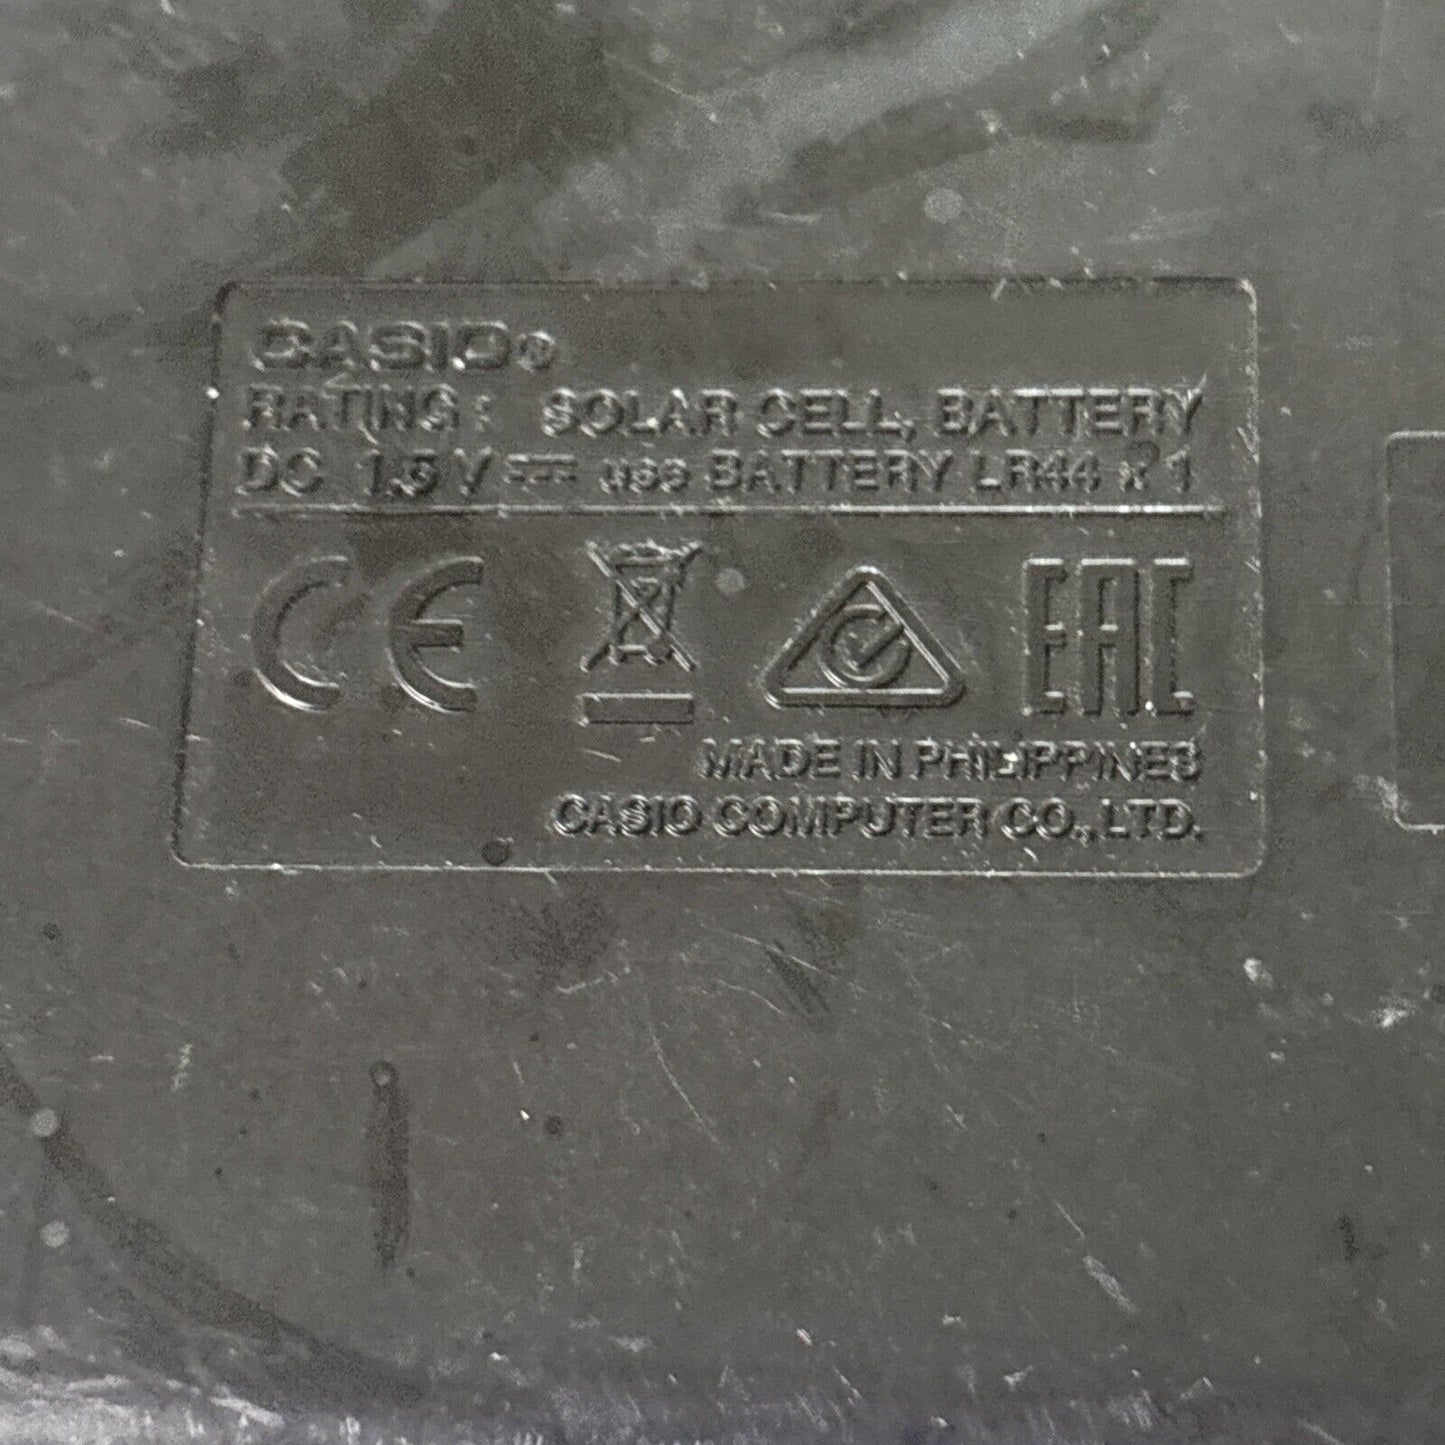 CASIO®
RATING : SOLAR CELL, BATTERY
DC 1.5 V ⎓ use BATTERY LR44 x 1
CE EAC
MADE IN PHILIPPINES
CASIO COMPUTER CO., LTD.